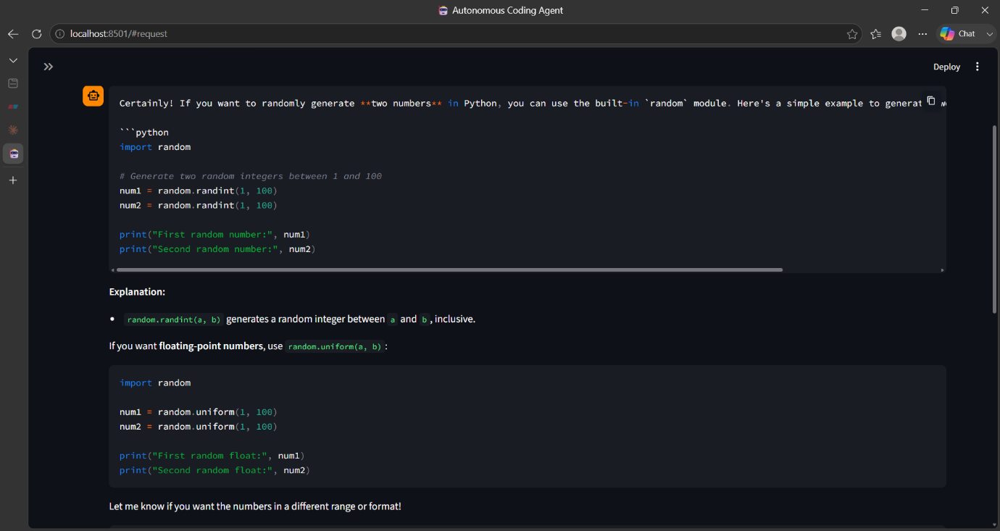 Autonomous Coding Agent
localhost:8501/#request
Chat
Deploy
Certainly! If you want to randomly generate **two numbers** in Python, you can use the built-in `random` module. Here's a simple example to generat
```python
import random
# Generate two random integers between 1 and 100
num1 = random.randint(1, 100)
num2 = random.randint(1, 100)
print("First random number:", num1)
print("Second random number:", num2)
Explanation:
• random.randint(a, b) generates a random integer between a and b , inclusive.
If you want floating-point numbers, use random.uniform(a, b) :
import random
num1 = random.uniform(1, 100)
num2 = random.uniform(1, 100)
print("First random float:", num1)
print("Second random float:", num2)
Let me know if you want the numbers in a different range or format!